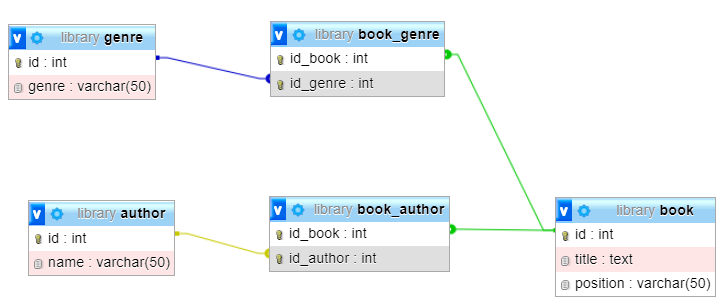 library genre
id : int
genre : varchar(50)
library book_genre
id_book : int
id_genre : int
library author
id : int
name : varchar(50)
library book_author
id_book : int
id_author : int
library book
id : int
title : text
position : varchar(50)